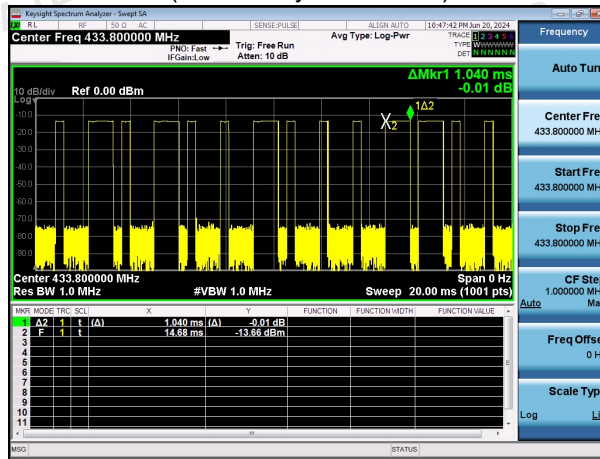 Keysight Spectrum Analyzer - Swept SA
RL RF 50 Ω AC SENSE:PULSE ALIGN AUTO 10:47:42 PM Jun 20, 2024
Center Freq 433.800000 MHz
PNO: Fast
IFGain:Low
Trig: Free Run
Atten: 10 dB
Avg Type: Log-Pwr
TRACE 1 2 3 4 5 6
TYPE WWWWWW
DET N N N N N N
ΔMkr1 1.040 ms
-0.01 dB
10 dB/div Ref 0.00 dBm
Log
-10.0
-20.0
-30.0
-40.0
-50.0
-60.0
-70.0
-80.0
-90.0
X2
1Δ2
Center 433.800000 MHz Span 0 Hz
Res BW 1.0 MHz #VBW 1.0 MHz Sweep 20.00 ms (1001 pts)
MKR MODE TRC SCL X Y FUNCTION FUNCTION WIDTH FUNCTION VALUE
1 Δ2 1 t (Δ) 1.040 ms (Δ) -0.01 dB
2 F 1 t 14.68 ms -13.66 dBm
3
4
5
6
7
8
9
10
11
MSG STATUS
Frequency
Auto Tun
Center Fre
433.800000 MH
Start Fre
433.800000 MH
Stop Fre
433.800000 MH
CF Ste
1.000000 MH
Auto Ma
Freq Offse
0 H
Scale Typ
Log Li